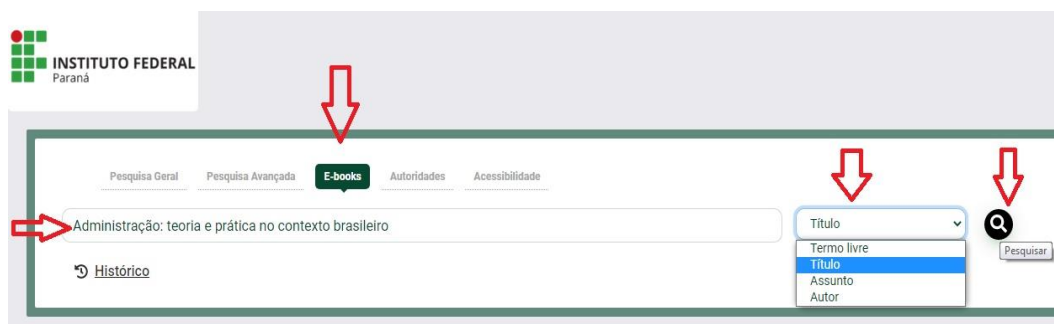 INSTITUTO FEDERAL
Paraná
Pesquisa Geral Pesquisa Avançada E-books Autoridades Acessibilidade
Administração: teoria e prática no contexto brasileiro Título
Pesquisar
Termo livre
Título
Assunto
Autor
Histórico